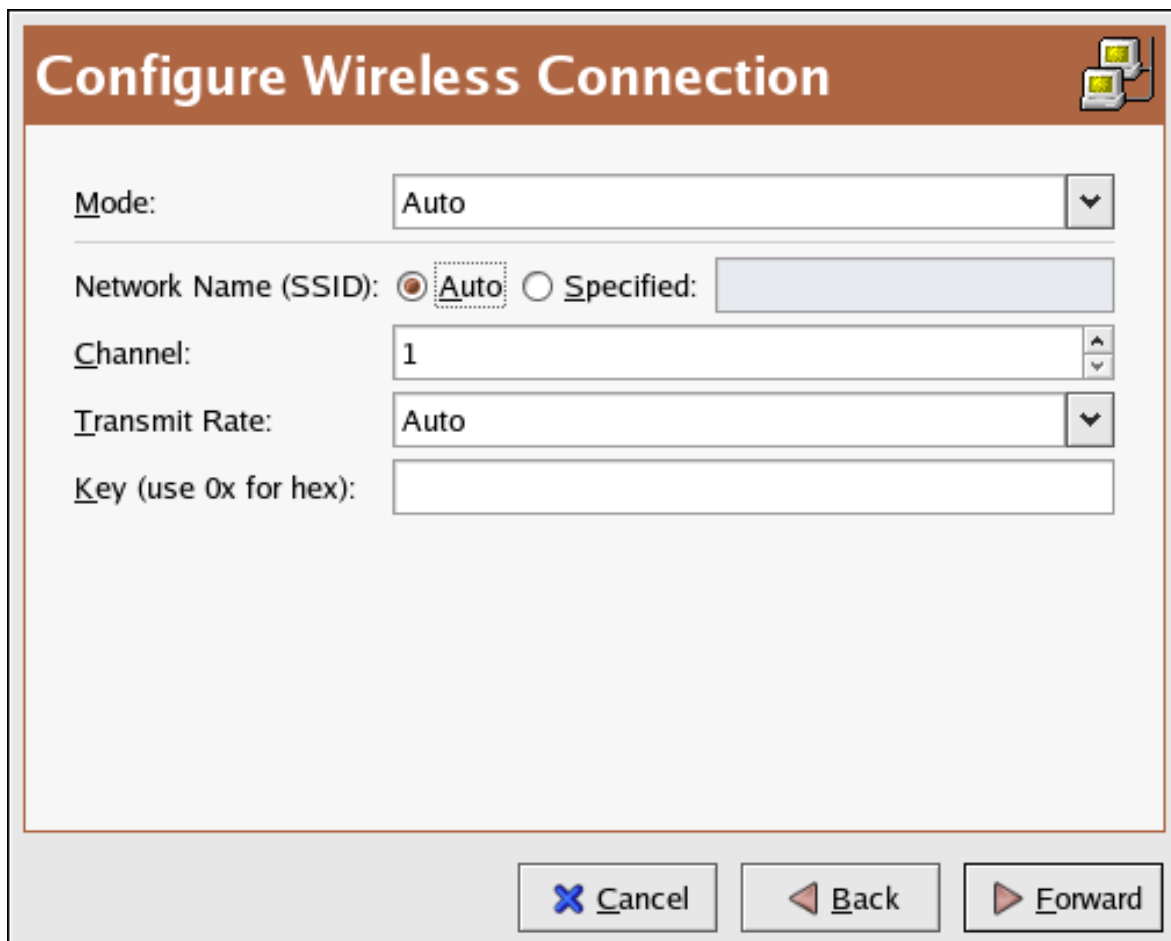 Configure Wireless Connection
Mode: Auto
Network Name (SSID): Auto Specified:
Channel: 1
Transmit Rate: Auto
Key (use 0x for hex):
Cancel Back Forward